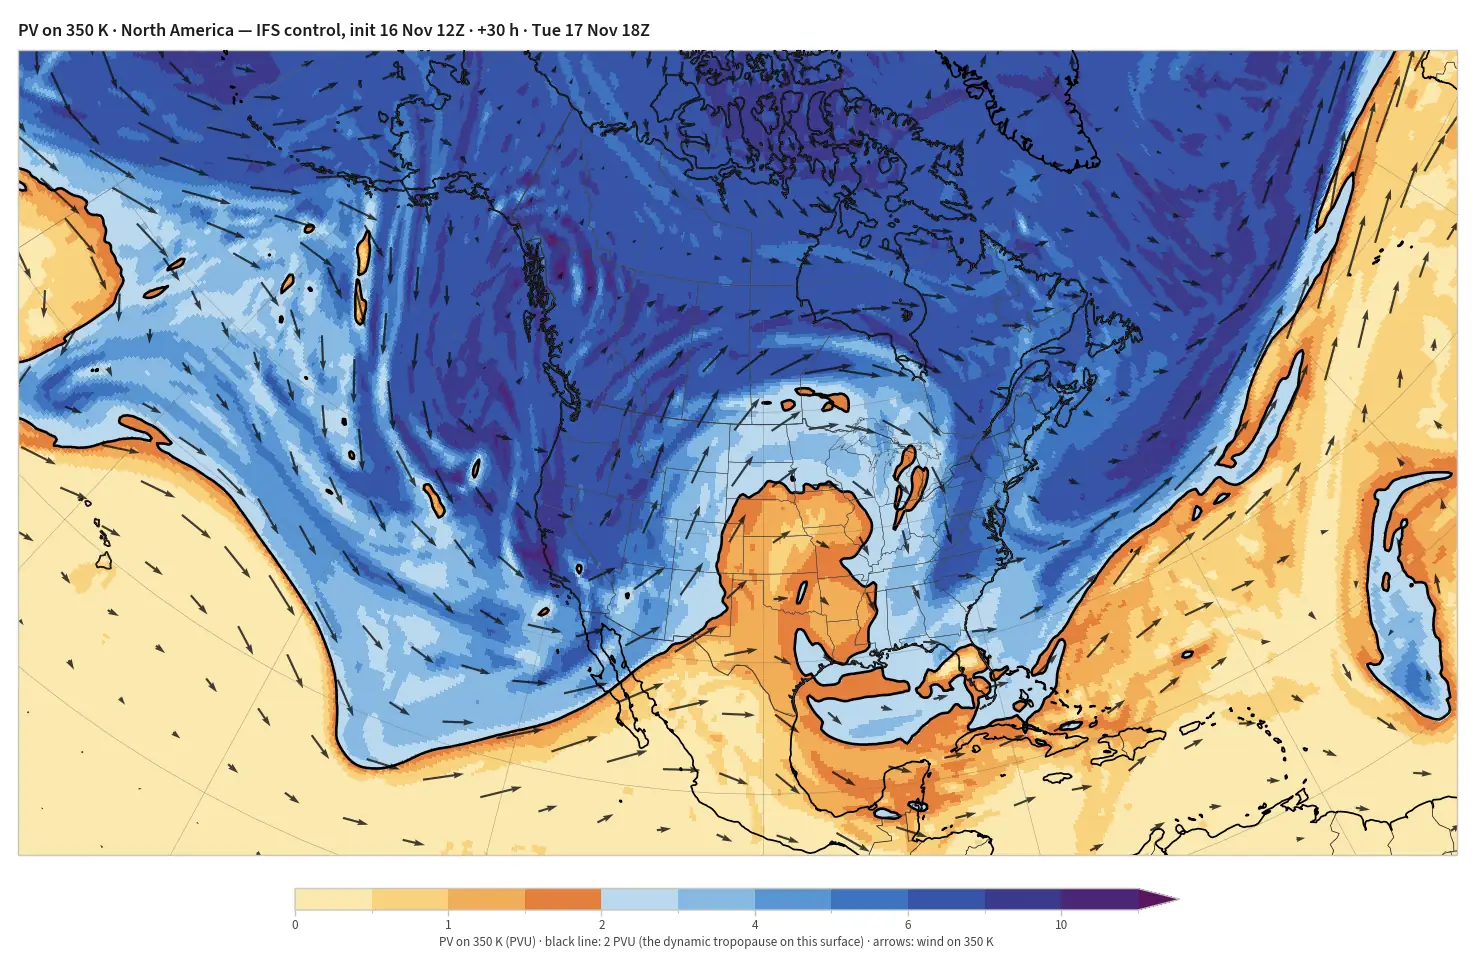 PV on 350 K · North America — IFS control, init 16 Nov 12Z · +30 h · Tue 17 Nov 18Z
0 1 2 4 6 10
PV on 350 K (PVU) · black line: 2 PVU (the dynamic tropopause on this surface) · arrows: wind on 350 K